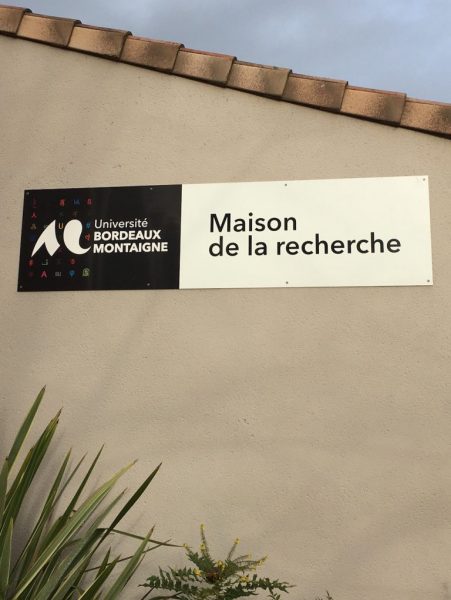 Université
BORDEAUX
MONTAIGNE
Maison
de la recherche